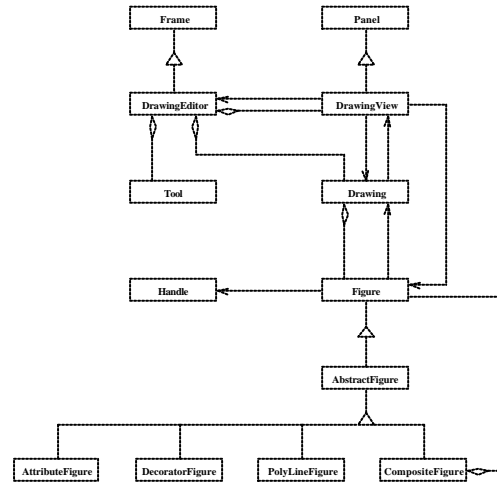 Frame
Panel
DrawingEditor
DrawingView
Tool
Drawing
Handle
Figure
AbstractFigure
AttributeFigure
DecoratorFigure
PolyLineFigure
CompositeFigure